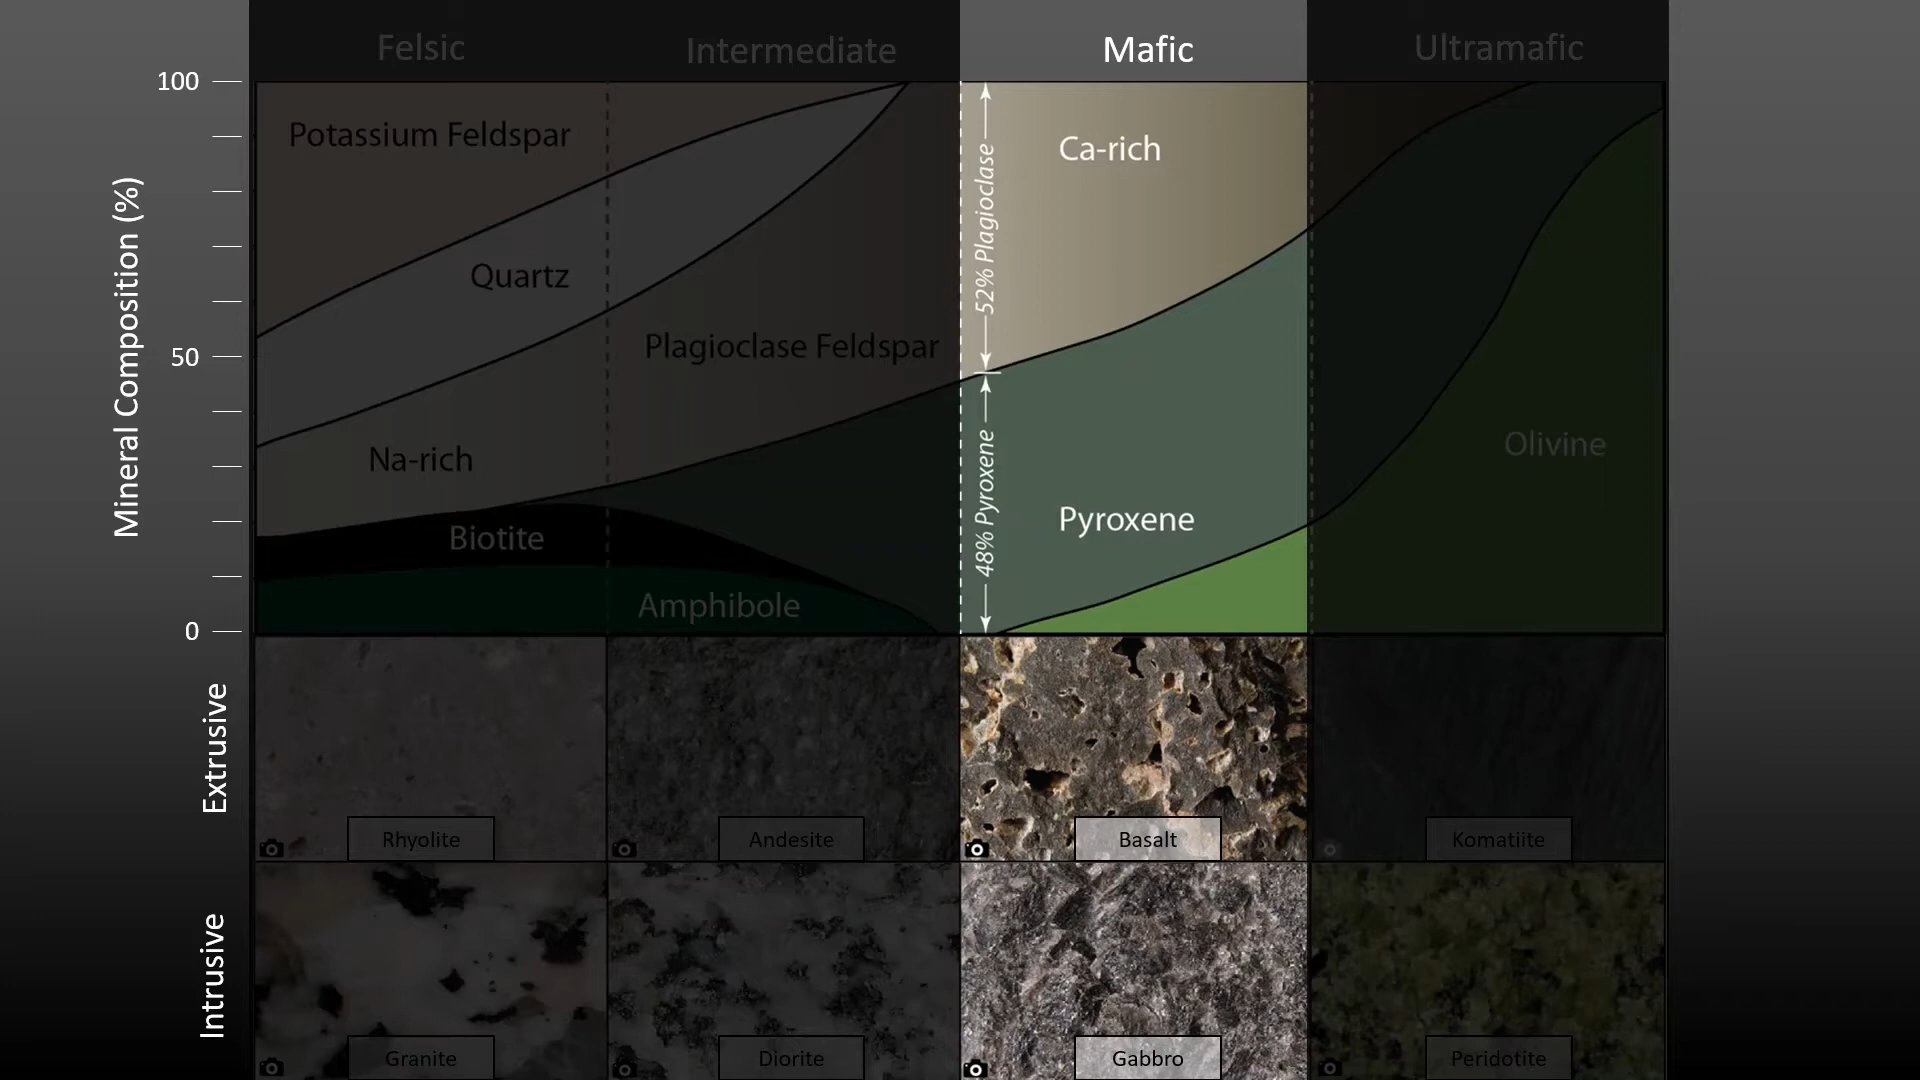 Felsic
Intermediate
Mafic
Ultramafic
100
50
0
Mineral Composition (%)
Potassium Feldspar
Quartz
Plagioclase Feldspar
Na-rich
Biotite
Amphibole
52% Plagioclase
48% Pyroxene
Ca-rich
Pyroxene
Olivine
Extrusive
Rhyolite
Andesite
Basalt
Komatiite
Intrusive
Granite
Diorite
Gabbro
Peridotite